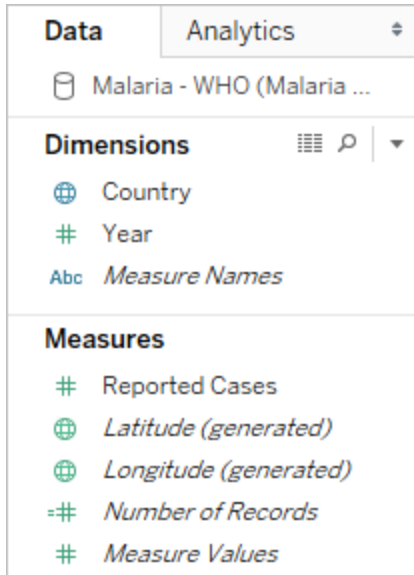 Data Analytics
Malaria - WHO (Malaria ...
Dimensions
Country
# Year
Abc Measure Names
Measures
# Reported Cases
Latitude (generated)
Longitude (generated)
=# Number of Records
# Measure Values